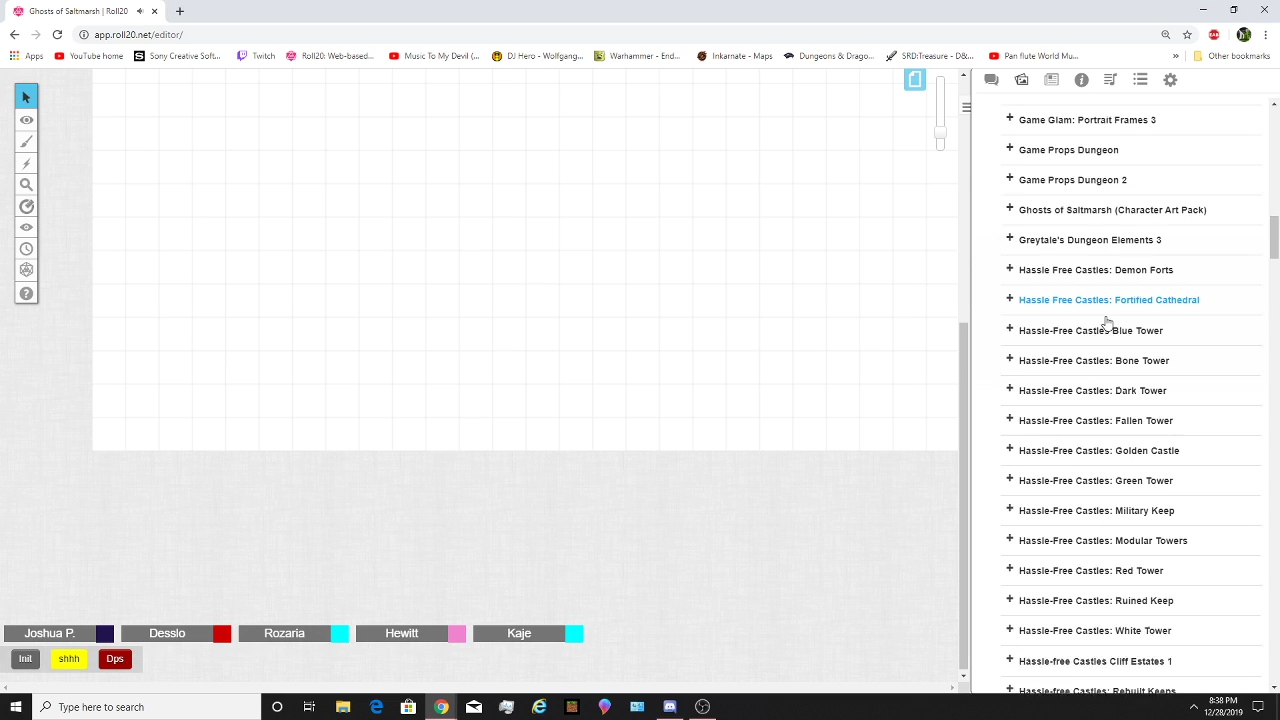 Ghosts of Saltmarsh | Roll20
app.roll20.net/editor/
Apps
YouTube home
Sony Creative Soft...
Twitch
Roll20: Web-based...
Music To My Devil (...
DJ Hero - Wolfgang...
Warhammer - End...
Inkarnate - Maps
Dungeons & Drago...
SRD:Treasure - D&...
Pan flute World Mu...
»
Other bookmarks
Game Glam: Portrait Frames 3
Game Props Dungeon
Game Props Dungeon 2
Ghosts of Saltmarsh (Character Art Pack)
Greytale's Dungeon Elements 3
Hassle Free Castles: Demon Forts
Hassle Free Castles: Fortified Cathedral
Hassle-Free Castles Blue Tower
Hassle-Free Castles: Bone Tower
Hassle-Free Castles: Dark Tower
Hassle-Free Castles: Fallen Tower
Hassle-Free Castles: Golden Castle
Hassle-Free Castles: Green Tower
Hassle-Free Castles: Military Keep
Hassle-Free Castles: Modular Towers
Hassle-Free Castles: Red Tower
Hassle-Free Castles: Ruined Keep
Hassle-Free Castles: White Tower
Hassle-free Castles Cliff Estates 1
Hassle-free Castles: Rebuilt Keeps
Joshua P.
Desslo
Rozaria
Hewitt
Kaje
Init
shhh
Dps
Type here to search
8:38 PM
12/28/2019